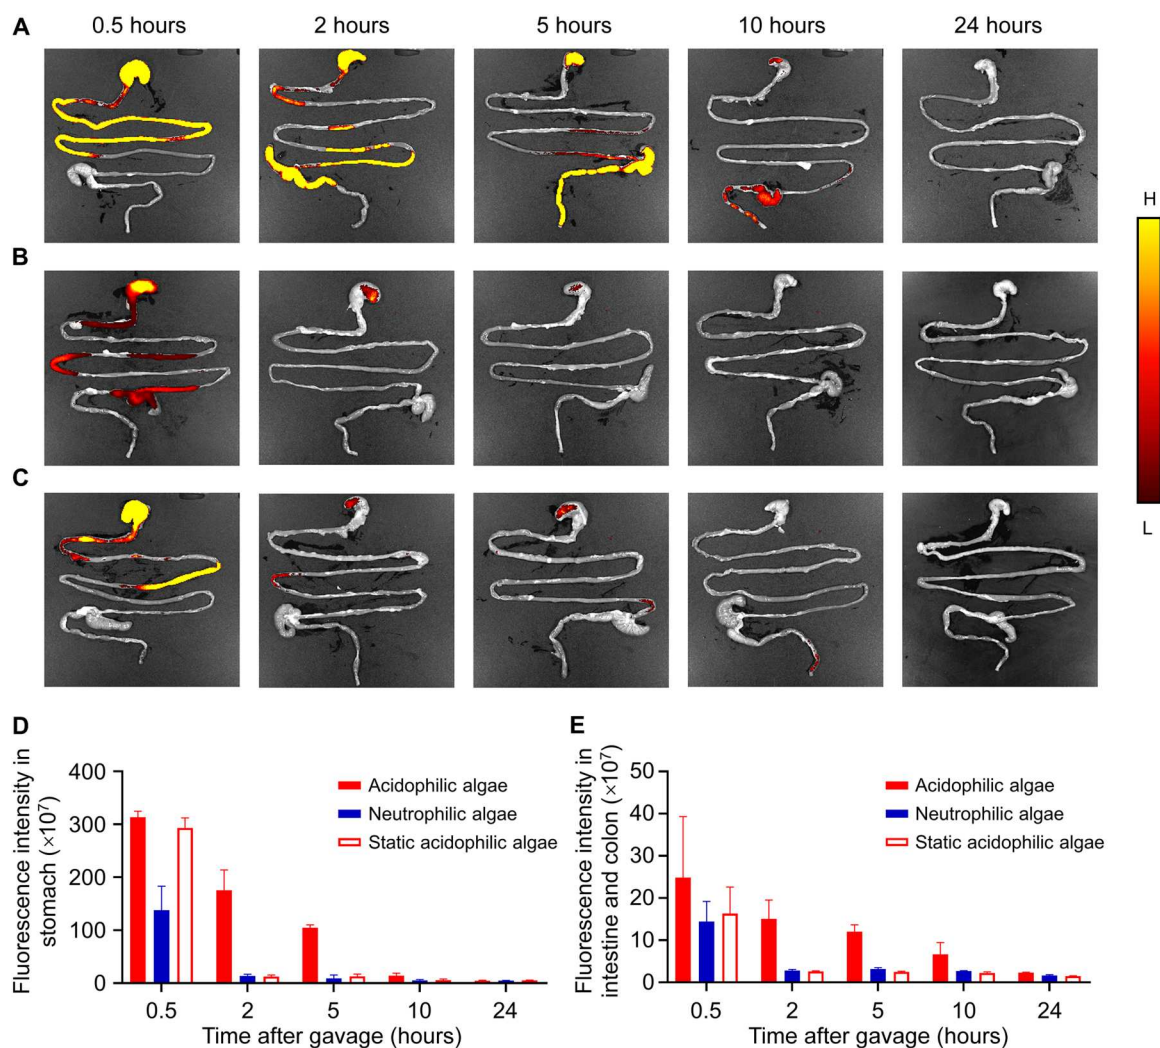 A
0.5 hours
2 hours
5 hours
10 hours
24 hours
B
C
H
L
D
Fluorescence intensity in
stomach (×10⁷)
400
300
200
100
0
Acidophilic algae
Neutrophilic algae
Static acidophilic algae
0.5
2
5
10
24
Time after gavage (hours)
E
Fluorescence intensity in
intestine and colon (×10⁷)
50
40
30
20
10
0
Acidophilic algae
Neutrophilic algae
Static acidophilic algae
0.5
2
5
10
24
Time after gavage (hours)